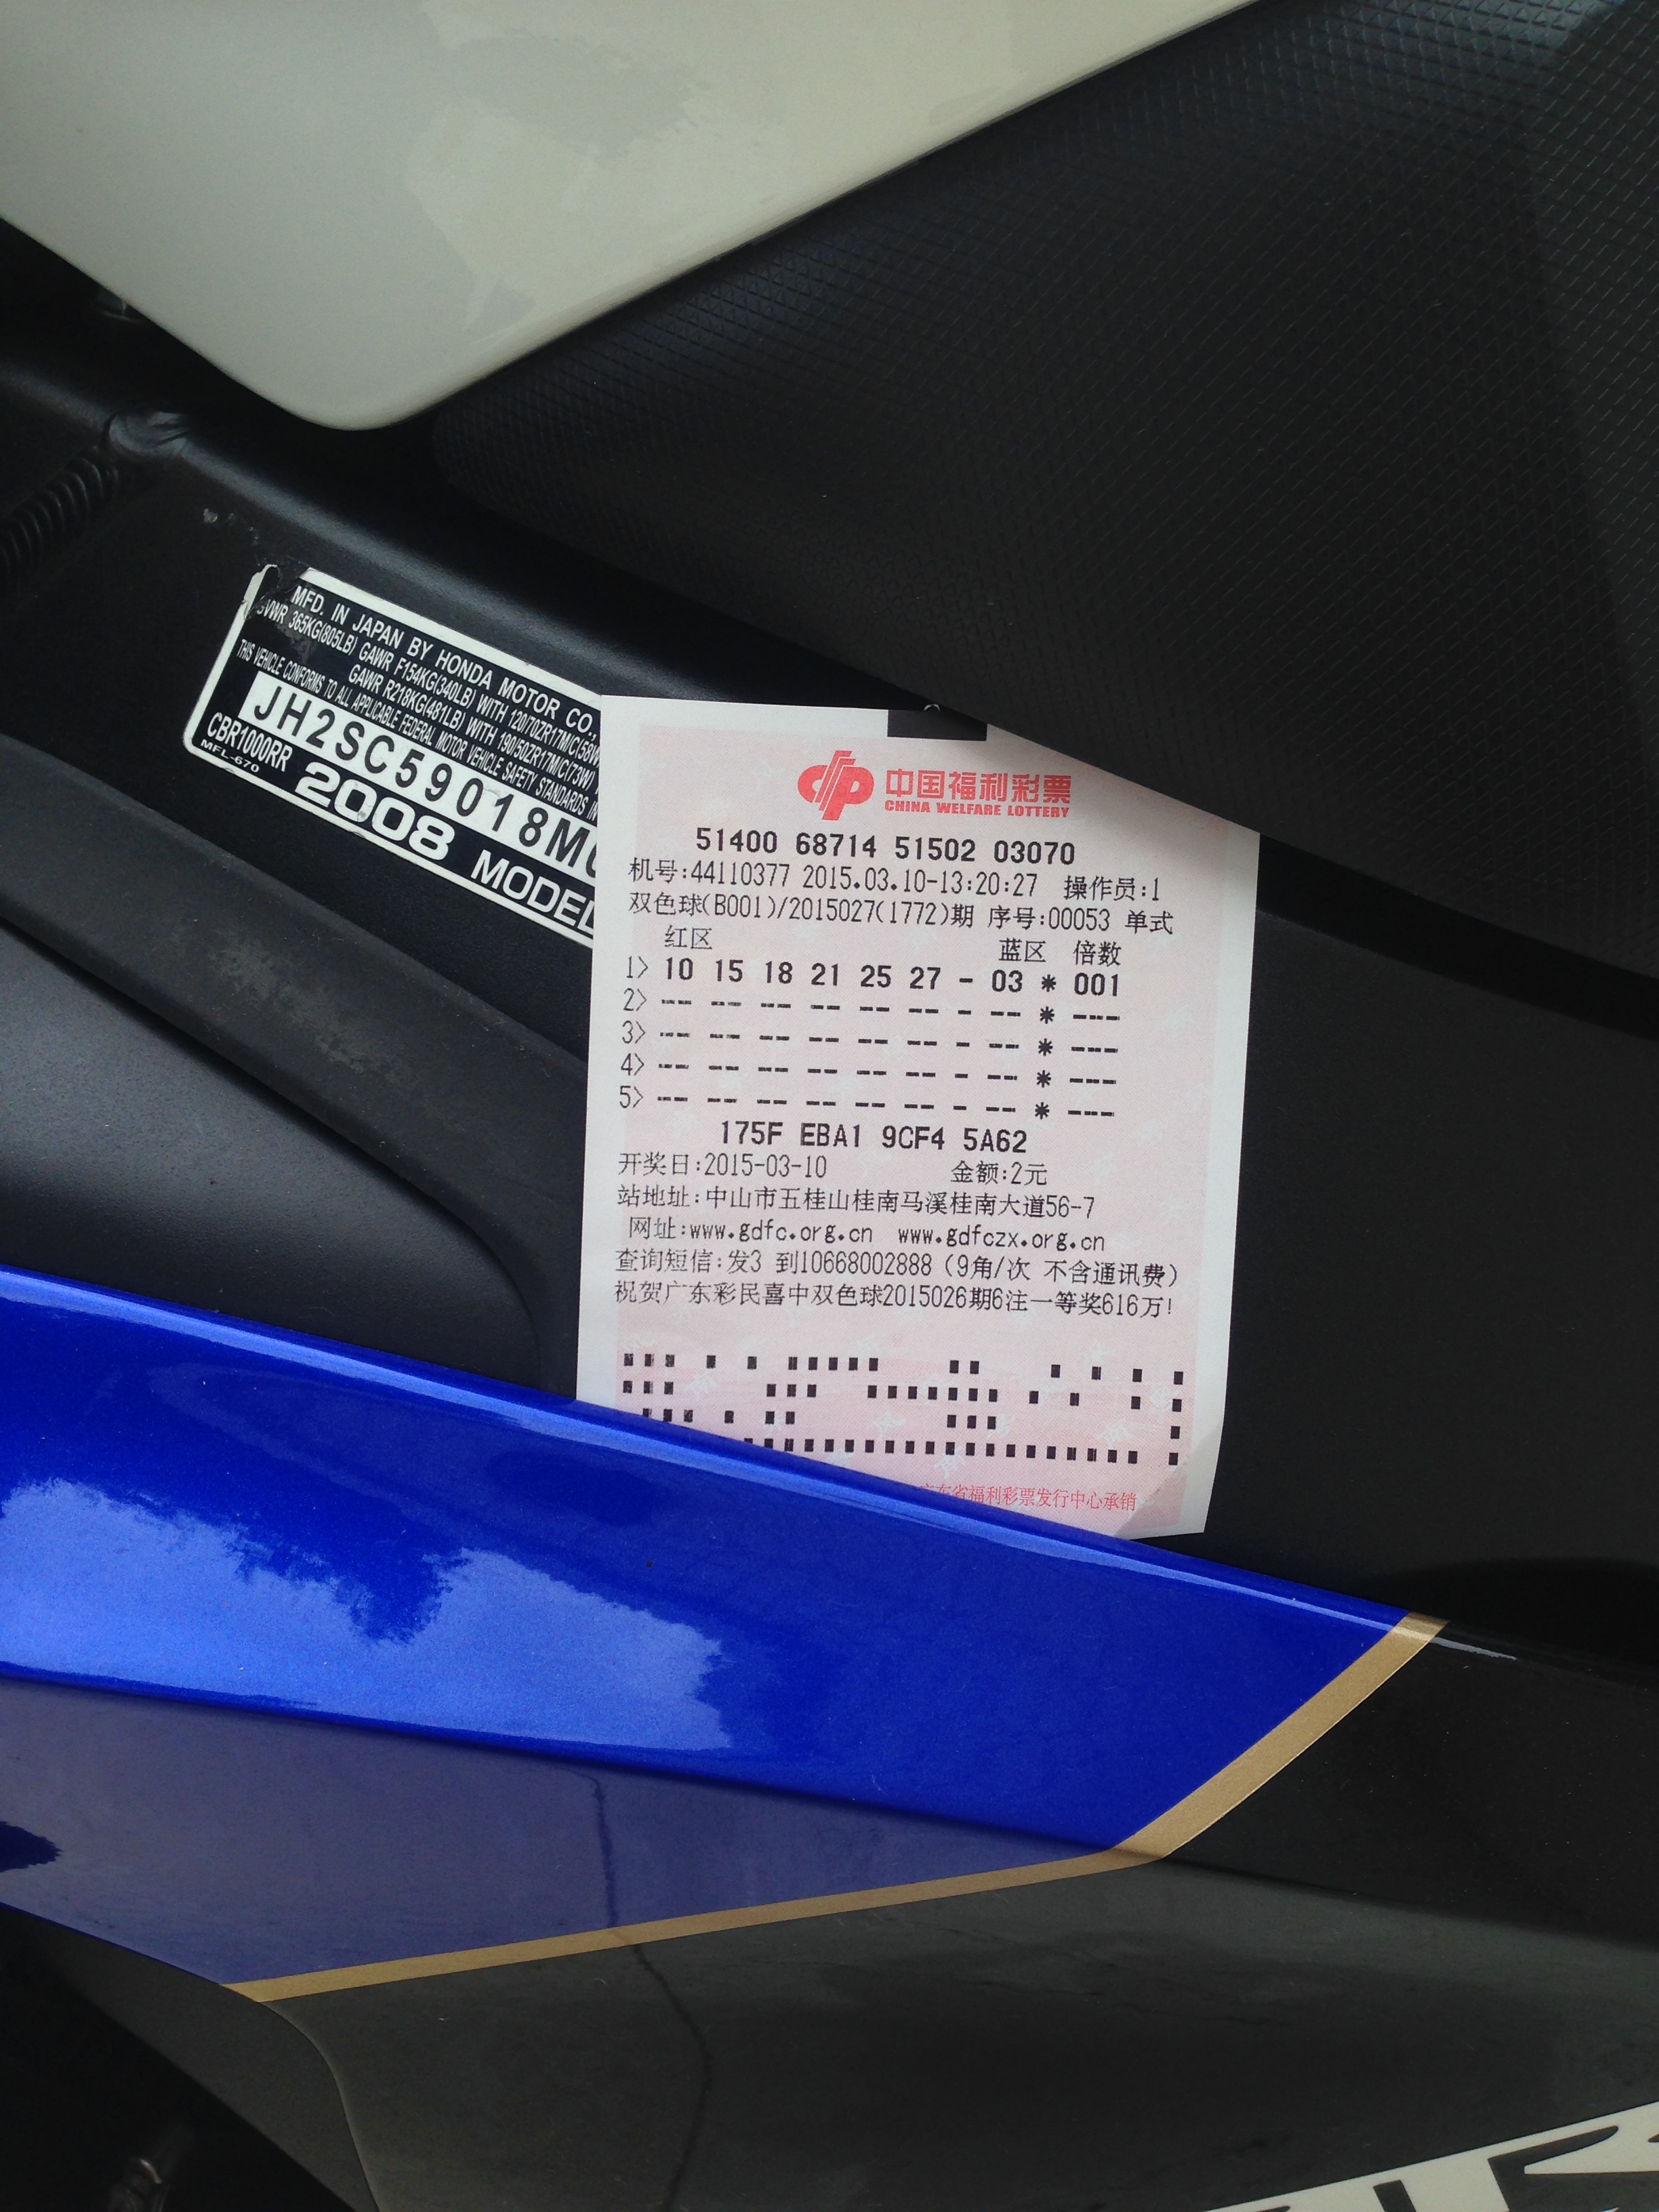 MFD. IN JAPAN BY HONDA MOTOR CO.,
GVWR 365KG(805LB) GAWR F154KG(340LB) WITH 120/70ZR17M/C(58W
GAWR R218KG(481LB) WITH 190/50ZR17M/C(73W)
THIS VEHICLE CONFORMS TO ALL APPLICABLE FEDERAL MOTOR VEHICLE SAFETY STANDARDS IN
JH2SC59018M
CBR1000RR
MFL-670
2008 MODEL
中国福利彩票
CHINA WELFARE LOTTERY
51400 68714 51502 03070
机号:44110377 2015.03.10-13:20:27 操作员:1
双色球(B001)/2015027(1772)期 序号:00053 单式
红区 蓝区 倍数
1> 10 15 18 21 25 27 - 03 * 001
2> -- -- -- -- -- -- - -- * ---
3> -- -- -- -- -- -- - -- * ---
4> -- -- -- -- -- -- - -- * ---
5> -- -- -- -- -- -- - -- * ---
175F EBA1 9CF4 5A62
开奖日:2015-03-10 金额:2元
站地址:中山市五桂山桂南马溪桂南大道56-7
网址:www.gdfc.org.cn www.gdfczx.org.cn
查询短信:发3 到10668002888(9角/次 不含通讯费)
祝贺广东彩民喜中双色球2015026期6注一等奖616万!
广东省福利彩票发行中心承销